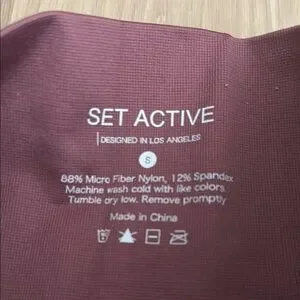 SET ACTIVE
DESIGNED IN LOS ANGELES
S
88% Micro Fiber Nylon, 12% Spandex
Machine wash cold with like colors.
Tumble dry low. Remove promptly
Made in China